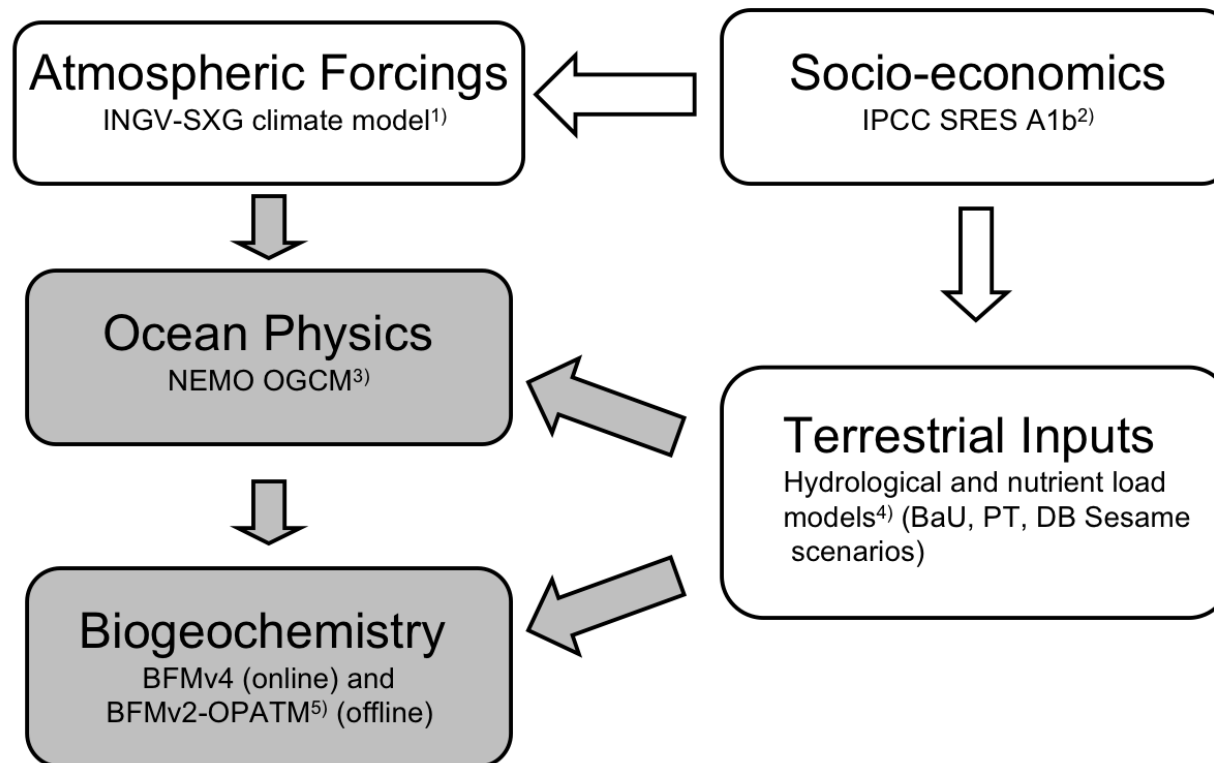 Atmospheric Forcings
INGV-SXG climate model1)
Socio-economics
IPCC SRES A1b2)
Ocean Physics
NEMO OGCM3)
Terrestrial Inputs
Hydrological and nutrient load
models4) (BaU, PT, DB Sesame
scenarios)
Biogeochemistry
BFMv4 (online) and
BFMv2-OPATM5) (offline)